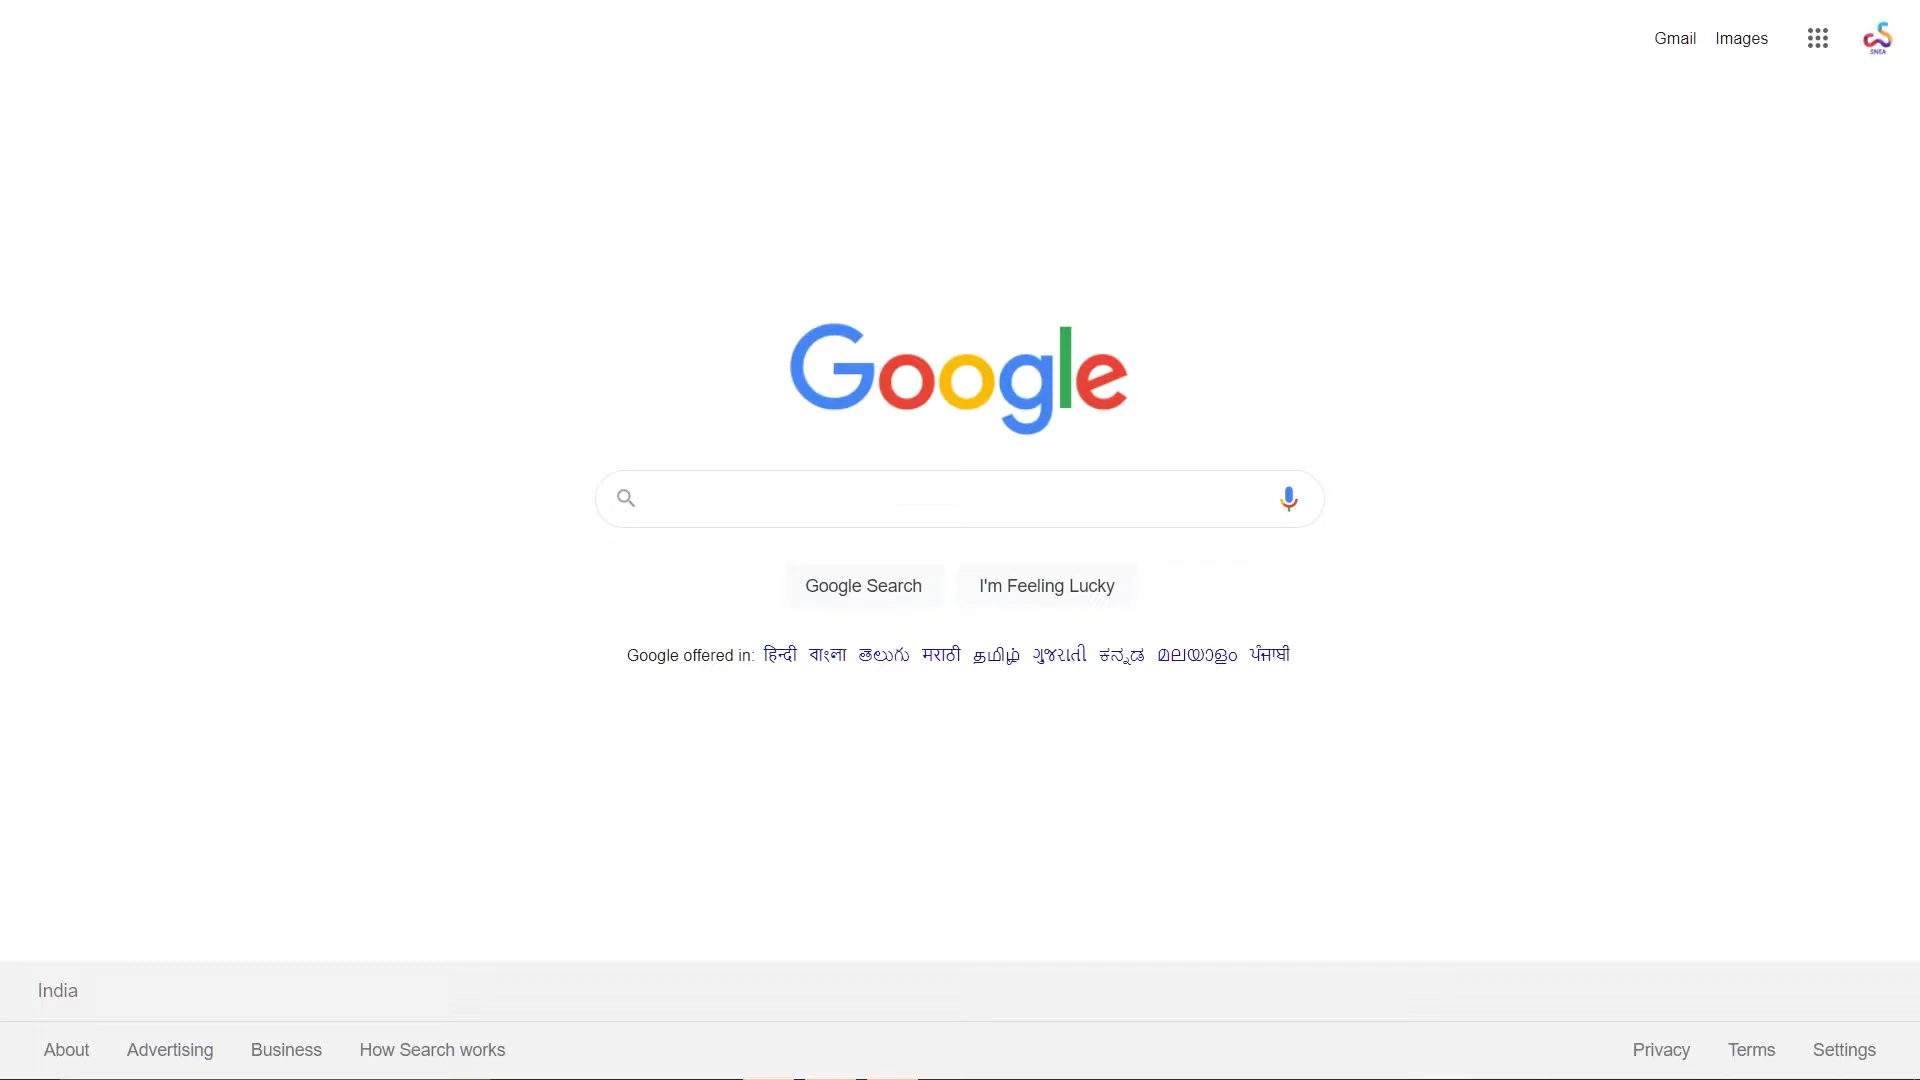 Gmail Images
SNEA
Google
Google Search I'm Feeling Lucky
Google offered in: हिन्दी বাংলা తెలుగు मराठी தமிழ் ગુજરાતી ಕನ್ನಡ മലയാളം ਪੰਜਾਬੀ
India
About Advertising Business How Search works Privacy Terms Settings